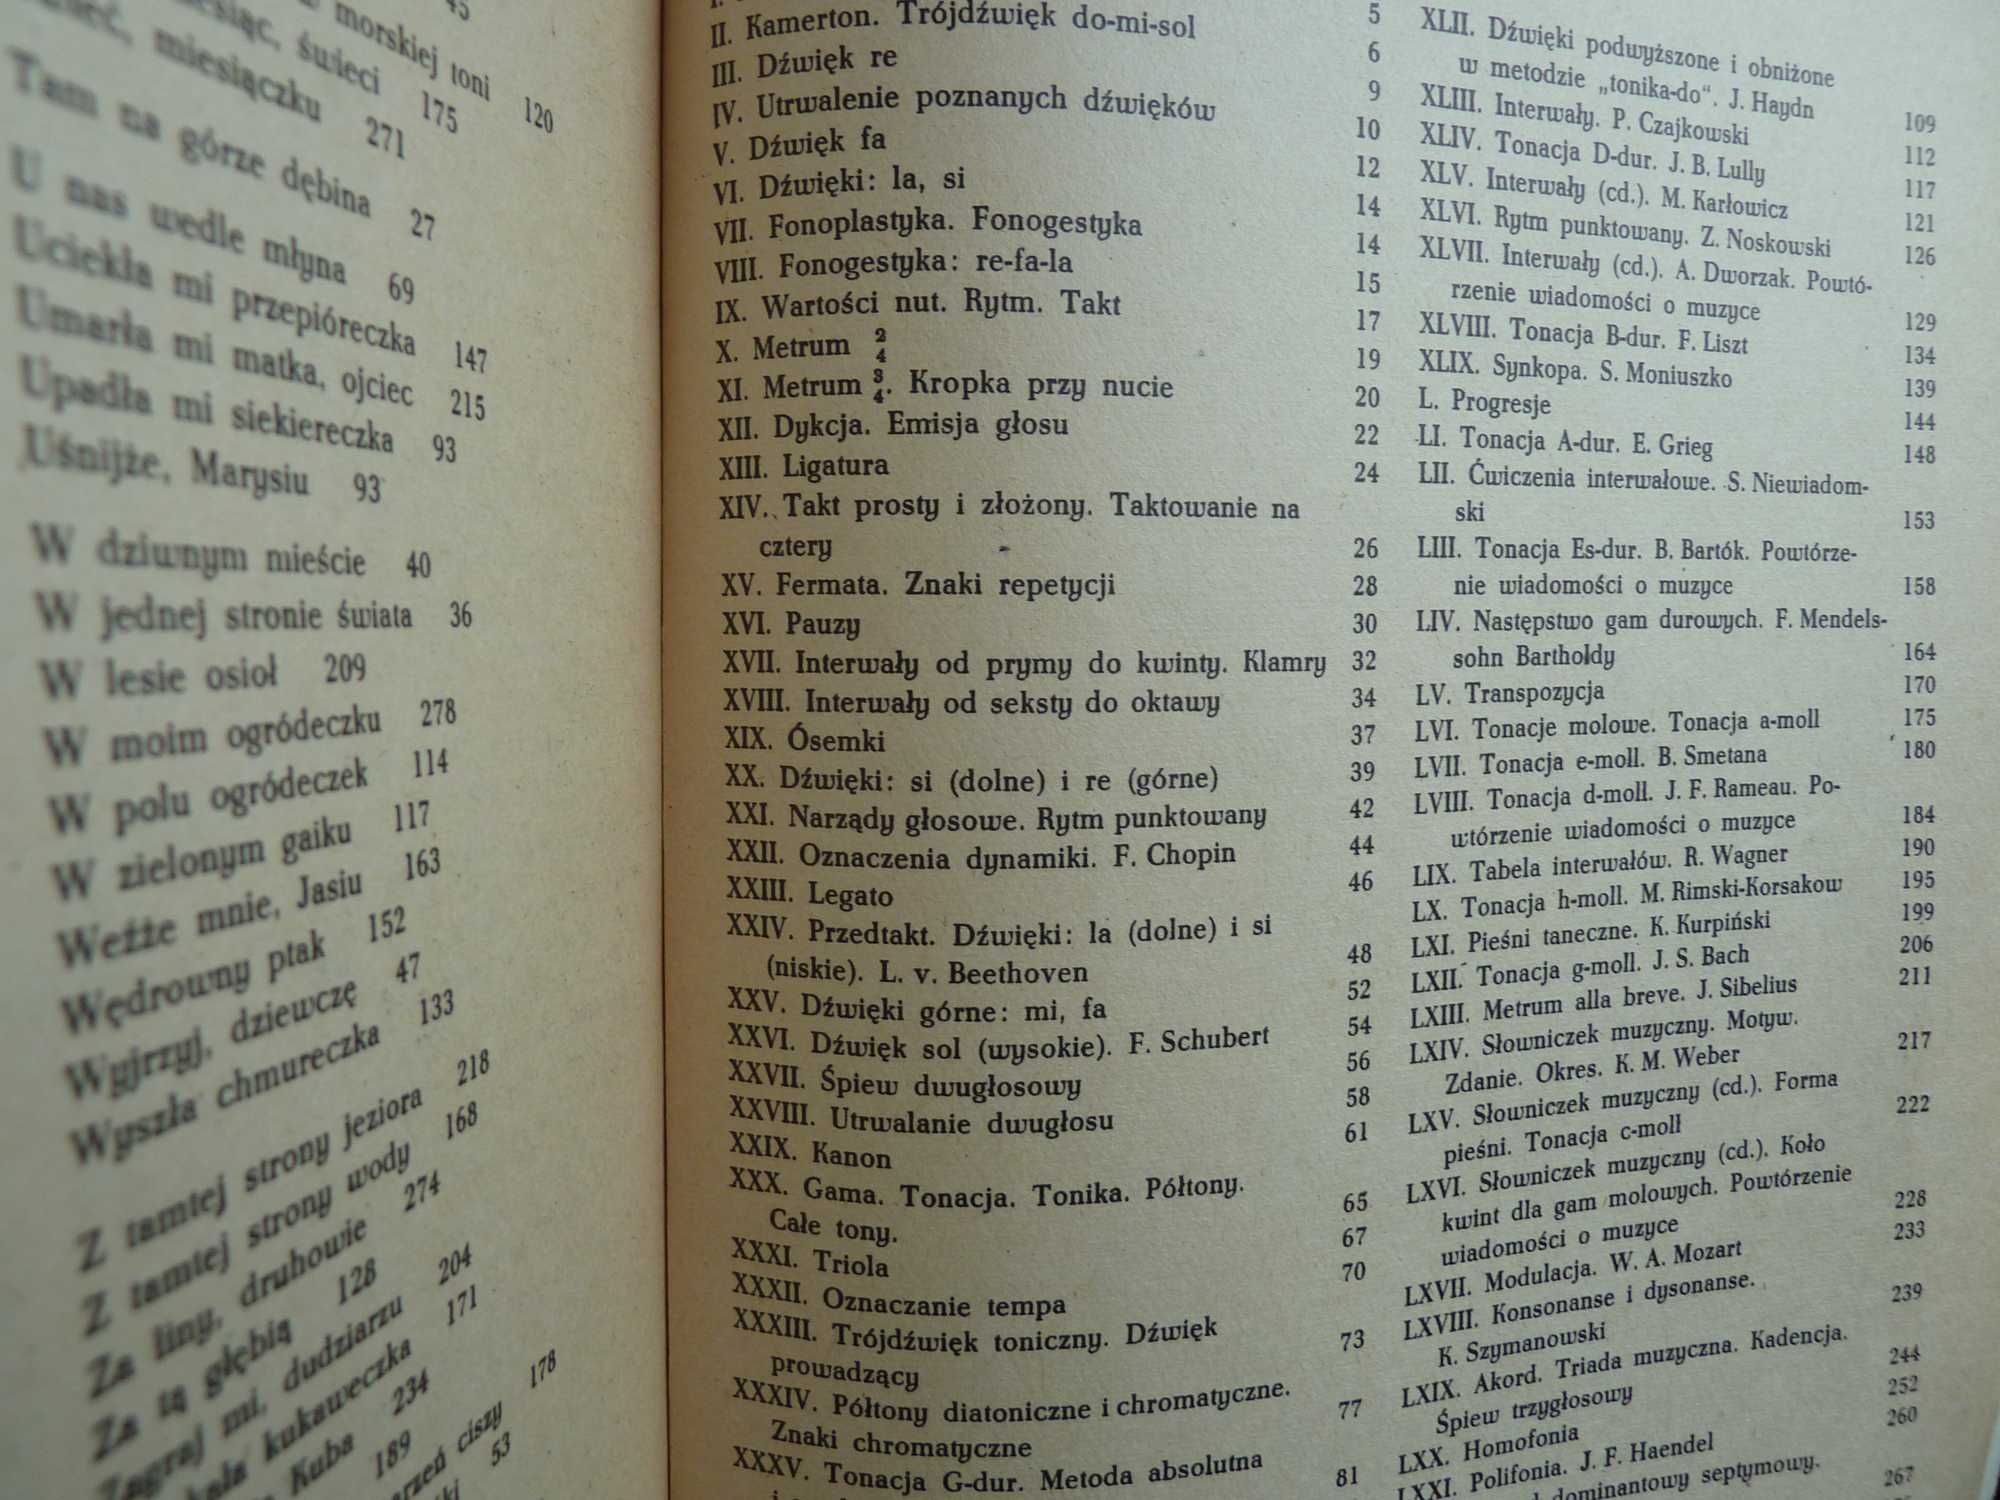 45
morskiej toni 120
świeci 175
miesiączku 271
Tam na górze dębina 27
U nas wedle młyna 69
Uciekła mi przepióreczka 147
Umarła mi matka, ojciec 215
Upadła mi siekiereczka 93
Uśnijże, Marysiu 93
W dziwnym mieście 40
W jednej stronie świata 36
W lesie osioł 209
W moim ogródeczku 278
W polu ogródeczek 114
W zielonym gaiku 117
Weźże mnie, Jasiu 163
Wędrowny ptak 152
Wyjrzyj, dziewczę 47
Wyszła chmureczka 133
Z tamtej strony jeziora 218
Z tamtej strony wody 168
Za liny, druhowie 274
Za tą głębią 128
Zagraj mi, dudziarzu 204
kukaweczka 171
Kuba 234
189
ciszy 178
53
II. Kamerton. Trójdźwięk do-mi-sol 5
III. Dźwięk re 6
IV. Utrwalenie poznanych dźwięków 9
V. Dźwięk fa 10
VI. Dźwięki: la, si 12
VII. Fonoplastyka. Fonogestyka 14
VIII. Fonogestyka: re-fa-la 14
IX. Wartości nut. Rytm. Takt 15
X. Metrum 2/4 17
XI. Metrum 3/4. Kropka przy nucie 19
XII. Dykcja. Emisja głosu 20
XIII. Ligatura 22
XIV. Takt prosty i złożony. Taktowanie na 24
cztery 26
XV. Fermata. Znaki repetycji 28
XVI. Pauzy 30
XVII. Interwały od prymy do kwinty. Klamry 32
XVIII. Interwały od seksty do oktawy 34
XIX. Ósemki 37
XX. Dźwięki: si (dolne) i re (górne) 39
XXI. Narządy głosowe. Rytm punktowany 42
XXII. Oznaczenia dynamiki. F. Chopin 44
XXIII. Legato 46
XXIV. Przedtakt. Dźwięki: la (dolne) i si
(niskie). L. v. Beethoven 48
XXV. Dźwięki górne: mi, fa 52
XXVI. Dźwięk sol (wysokie). F. Schubert 54
XXVII. Śpiew dwugłosowy 56
XXVIII. Utrwalanie dwugłosu 58
XXIX. Kanon 61
XXX. Gama. Tonacja. Tonika. Półtony.
Całe tony. 65
XXXI. Triola 67
XXXII. Oznaczanie tempa 70
XXXIII. Trójdźwięk toniczny. Dźwięk
prowadzący 73
XXXIV. Półtony diatoniczne i chromatyczne.
Znaki chromatyczne 77
XXXV. Tonacja G-dur. Metoda absolutna
81
XLII. Dźwięki podwyższone i obniżone
w metodzie „tonika-do“. J. Haydn 109
XLIII. Interwały. P. Czajkowski 112
XLIV. Tonacja D-dur. J. B. Lully 117
XLV. Interwały (cd.). M. Karłowicz 121
XLVI. Rytm punktowany. Z. Noskowski 126
XLVII. Interwały (cd.). A. Dworzak. Powtó-
rzenie wiadomości o muzyce 129
XLVIII. Tonacja B-dur. F. Liszt 134
XLIX. Synkopa. S. Moniuszko 139
L. Progresje 144
LI. Tonacja A-dur. E. Grieg 148
LII. Ćwiczenia interwałowe. S. Niewiadom-
ski 153
LIII. Tonacja Es-dur. B. Bartók. Powtórze-
nie wiadomości o muzyce 158
LIV. Następstwo gam durowych. F. Mendels-
sohn Bartholdy 164
LV. Transpozycja 170
LVI. Tonacje molowe. Tonacja a-moll 175
LVII. Tonacja e-moll. B. Smetana 180
LVIII. Tonacja d-moll. J. F. Rameau. Po-
wtórzenie wiadomości o muzyce 184
LIX. Tabela interwałów. R. Wagner 190
LX. Tonacja h-moll. M. Rimski-Korsakow 195
LXI. Pieśni taneczne. K. Kurpiński 199
LXII. Tonacja g-moll. J. S. Bach 206
LXIII. Metrum alla breve. J. Sibelius 211
LXIV. Słowniczek muzyczny. Motyw.
Zdanie. Okres. K. M. Weber 217
LXV. Słowniczek muzyczny (cd.). Forma
pieśni. Tonacja c-moll 222
LXVI. Słowniczek muzyczny (cd.). Koło
kwint dla gam molowych. Powtórzenie
wiadomości o muzyce 228
LXVII. Modulacja. W. A. Mozart 233
LXVIII. Konsonanse i dysonanse.
K. Szymanowski 239
LXIX. Akord. Triada muzyczna. Kadencja.
Śpiew trzygłosowy 244
LXX. Homofonia 252
LXXI. Polifonia. J. F. Haendel 260
dominantowy septymowy.
267